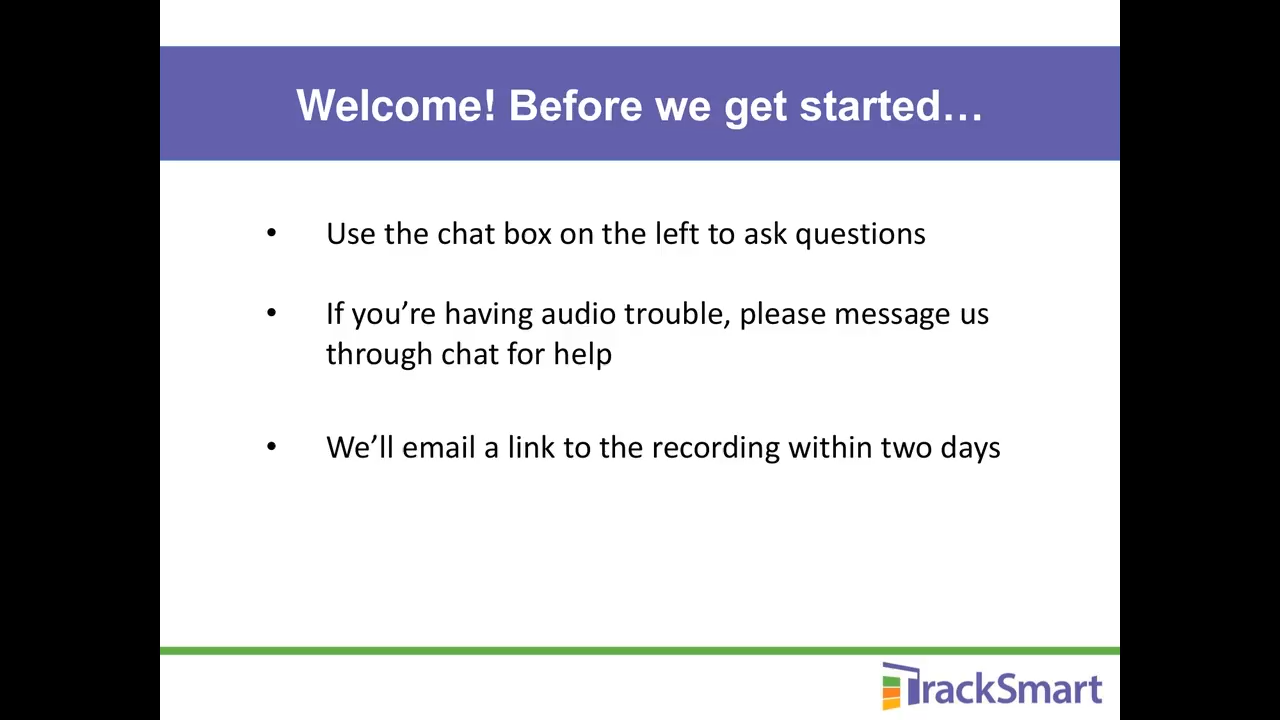 Welcome! Before we get started…
• Use the chat box on the left to ask questions
• If you’re having audio trouble, please message us
through chat for help
• We’ll email a link to the recording within two days
TrackSmart